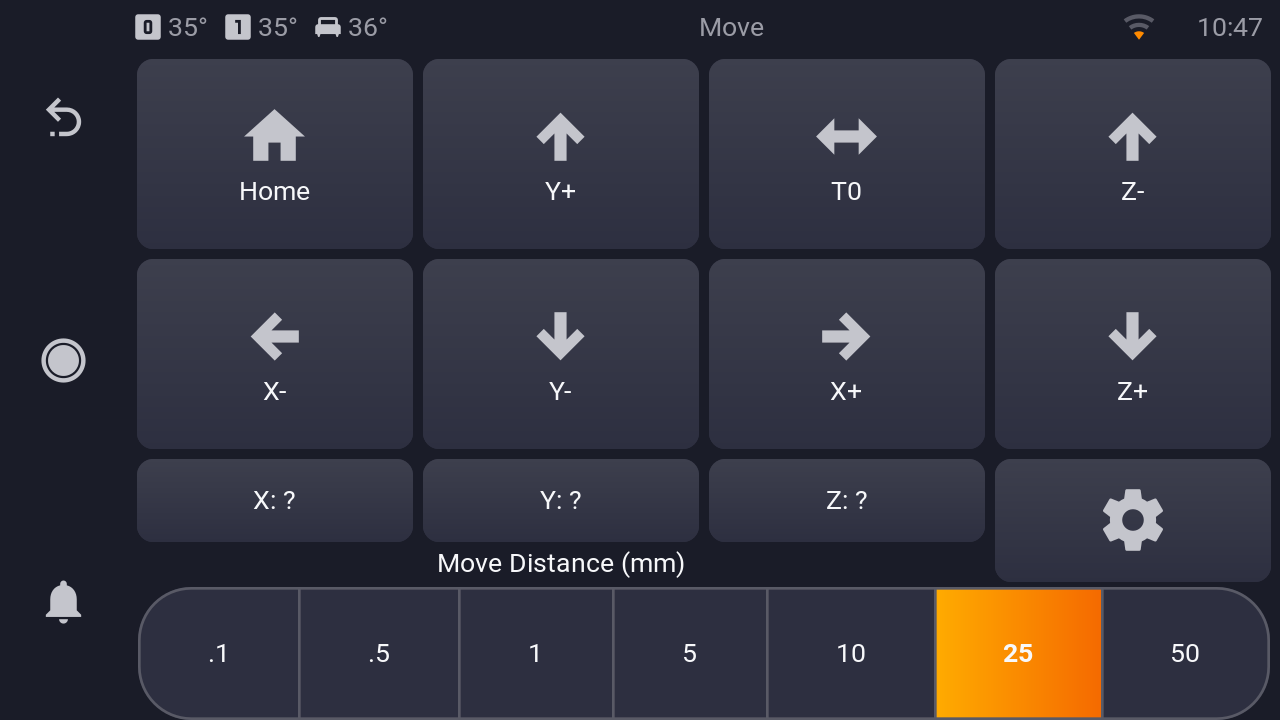 0 35° 1 35° 36° Move 10:47
Home Y+ T0 Z-
X- Y- X+ Z+
X: ? Y: ? Z: ?
Move Distance (mm)
.1 .5 1 5 10 25 50